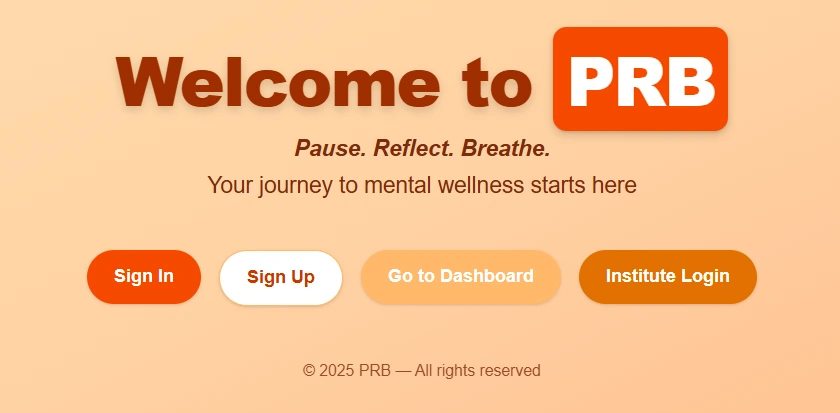 Welcome to PRB
Pause. Reflect. Breathe.
Your journey to mental wellness starts here
Sign In Sign Up Go to Dashboard Institute Login
© 2025 PRB — All rights reserved